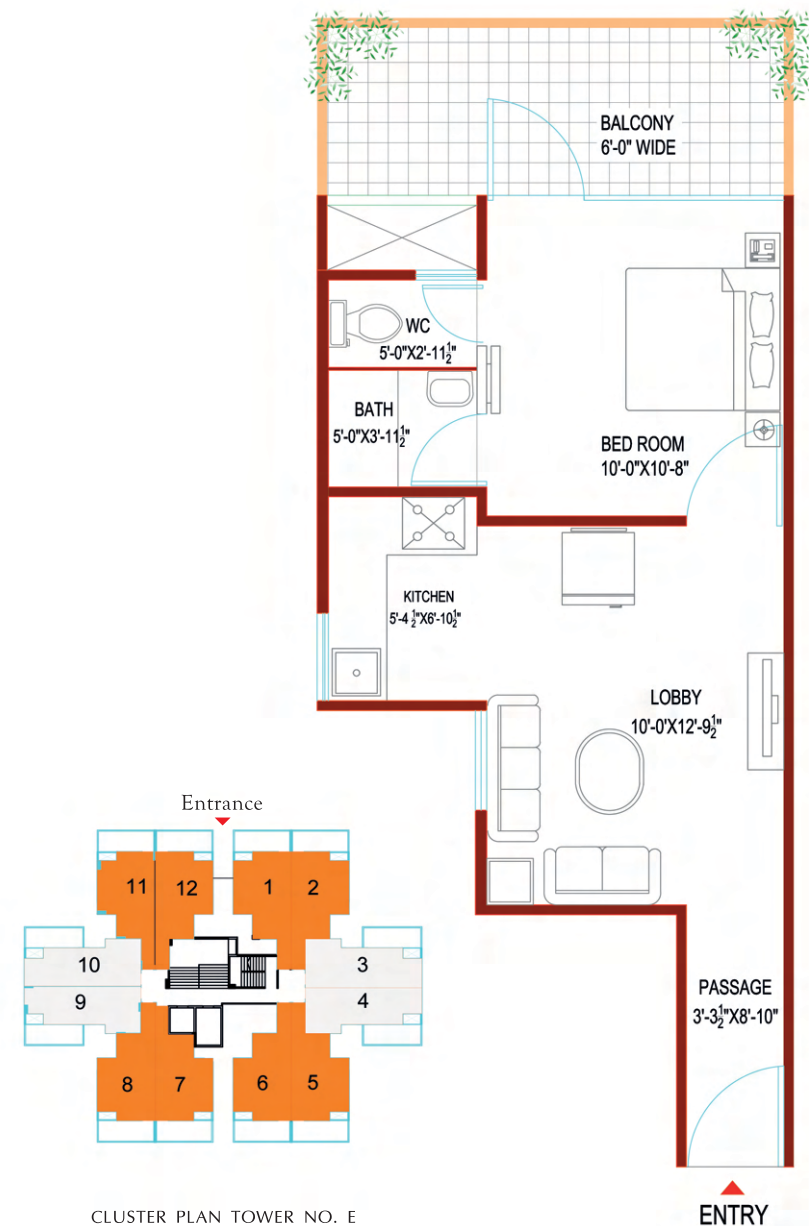 BALCONY
6'-0" WIDE
WC
5'-0"X2'-11½"
BATH
5'-0"X3'-11½"
BED ROOM
10'-0"X10'-8"
KITCHEN
5'-4 ½"X6'-10½"
LOBBY
10'-0'X12'-9½"
PASSAGE
3'-3½"X8'-10"
ENTRY
Entrance
11
12
1
2
10
3
9
4
8
7
6
5
CLUSTER PLAN TOWER NO. E